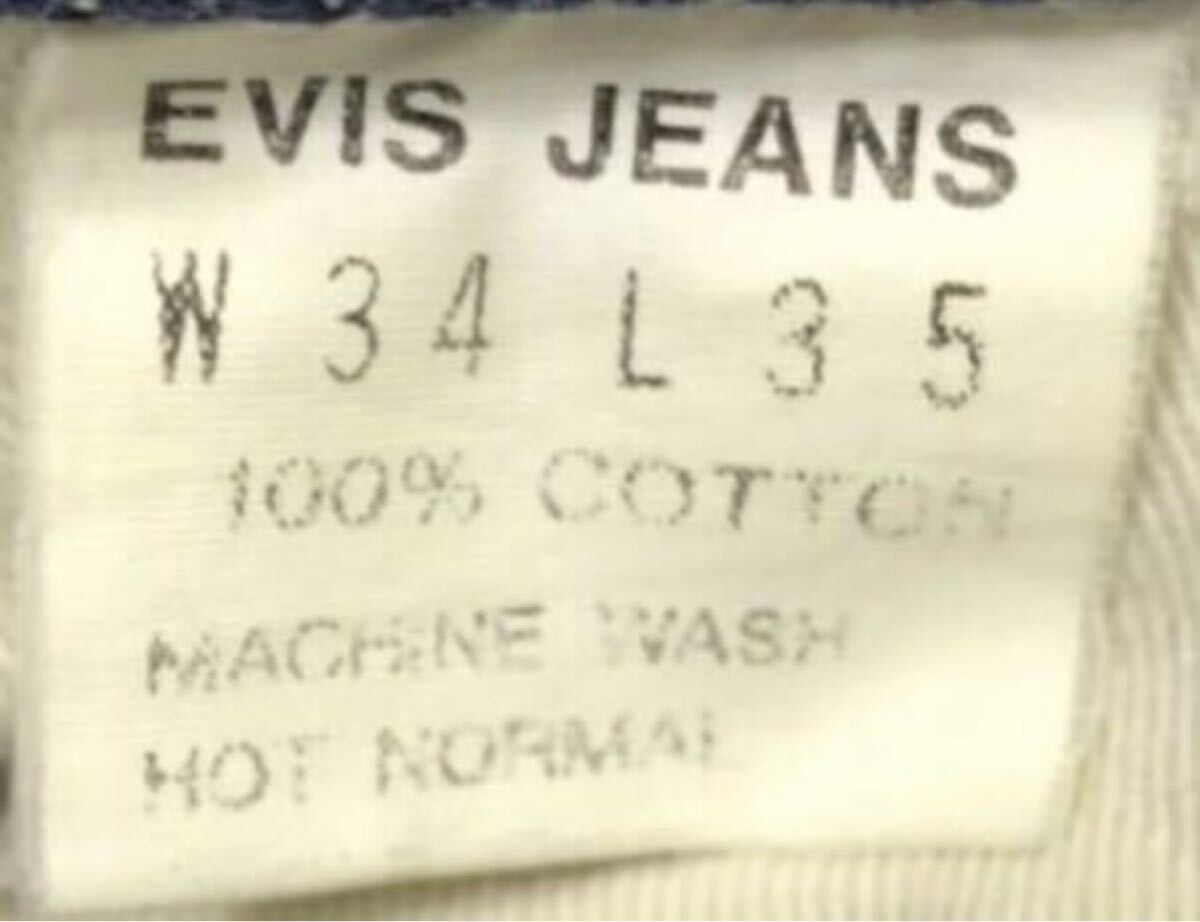 EVIS JEANS
W 34 L 35
100% COTTON
MACHINE WASH
HOT NORMAL